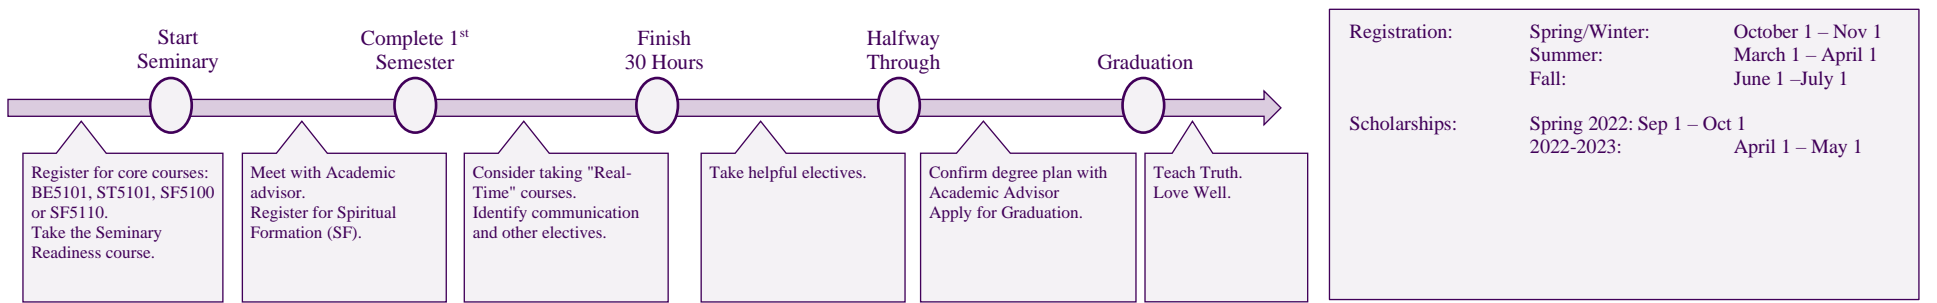 Start
Seminary
Complete 1st
Semester
Finish
30 Hours
Halfway
Through
Graduation
Register for core courses:
BE5101, ST5101, SF5100
or SF5110.
Take the Seminary
Readiness course.
Meet with Academic
advisor.
Register for Spiritual
Formation (SF).
Consider taking "Real-
Time" courses.
Identify communication
and other electives.
Take helpful electives.
Confirm degree plan with
Academic Advisor
Apply for Graduation.
Teach Truth.
Love Well.
Registration: Spring/Winter: October 1 – Nov 1
Summer: March 1 – April 1
Fall: June 1 –July 1
Scholarships: Spring 2022: Sep 1 – Oct 1
2022-2023: April 1 – May 1